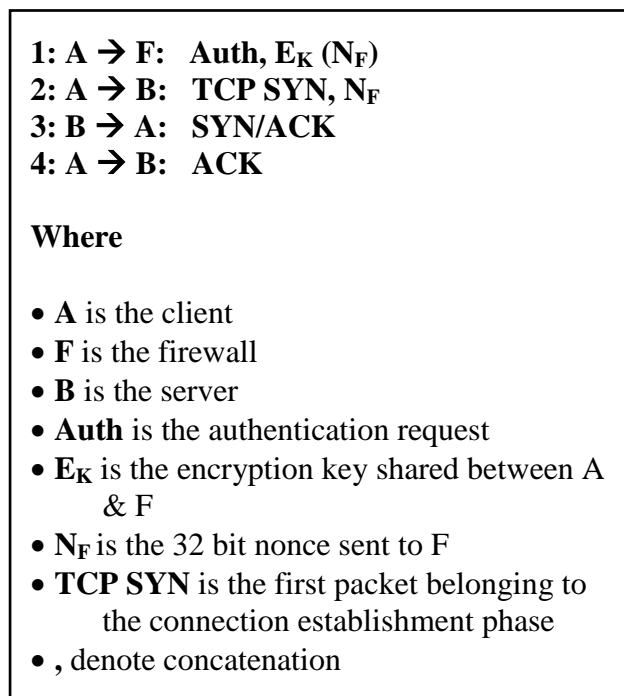 1: A → F: Auth, E_K (N_F)
2: A → B: TCP SYN, N_F
3: B → A: SYN/ACK
4: A → B: ACK
Where
• A is the client
• F is the firewall
• B is the server
• Auth is the authentication request
• E_K is the encryption key shared between A
& F
• N_F is the 32 bit nonce sent to F
• TCP SYN is the first packet belonging to
the connection establishment phase
• , denote concatenation